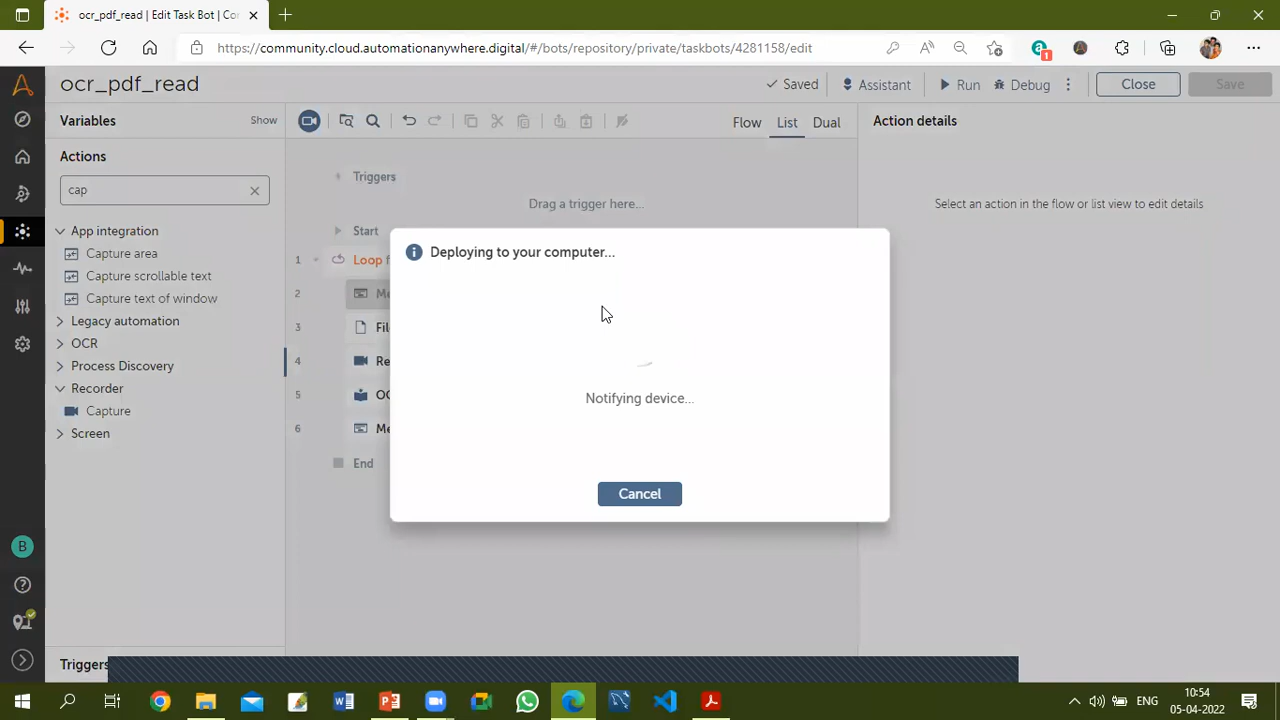 ocr_pdf_read | Edit Task Bot | Co
https://community.cloud.automationanywhere.digital/#/bots/repository/private/taskbots/4281158/edit
1
ocr_pdf_read
Saved
Assistant
Run
Debug
Close
Save
Variables
Show
Flow
List
Dual
Action details
Actions
cap
Triggers
Drag a trigger here...
Select an action in the flow or list view to edit details
App integration
Capture area
Capture scrollable text
Capture text of window
Legacy automation
OCR
Process Discovery
Recorder
Capture
Screen
Start
1 Loop f
2 Me
3 Fil
4 Re
5 OC
6 Me
End
Deploying to your computer...
Notifying device...
Cancel
B
Triggers
ENG
10:54
05-04-2022